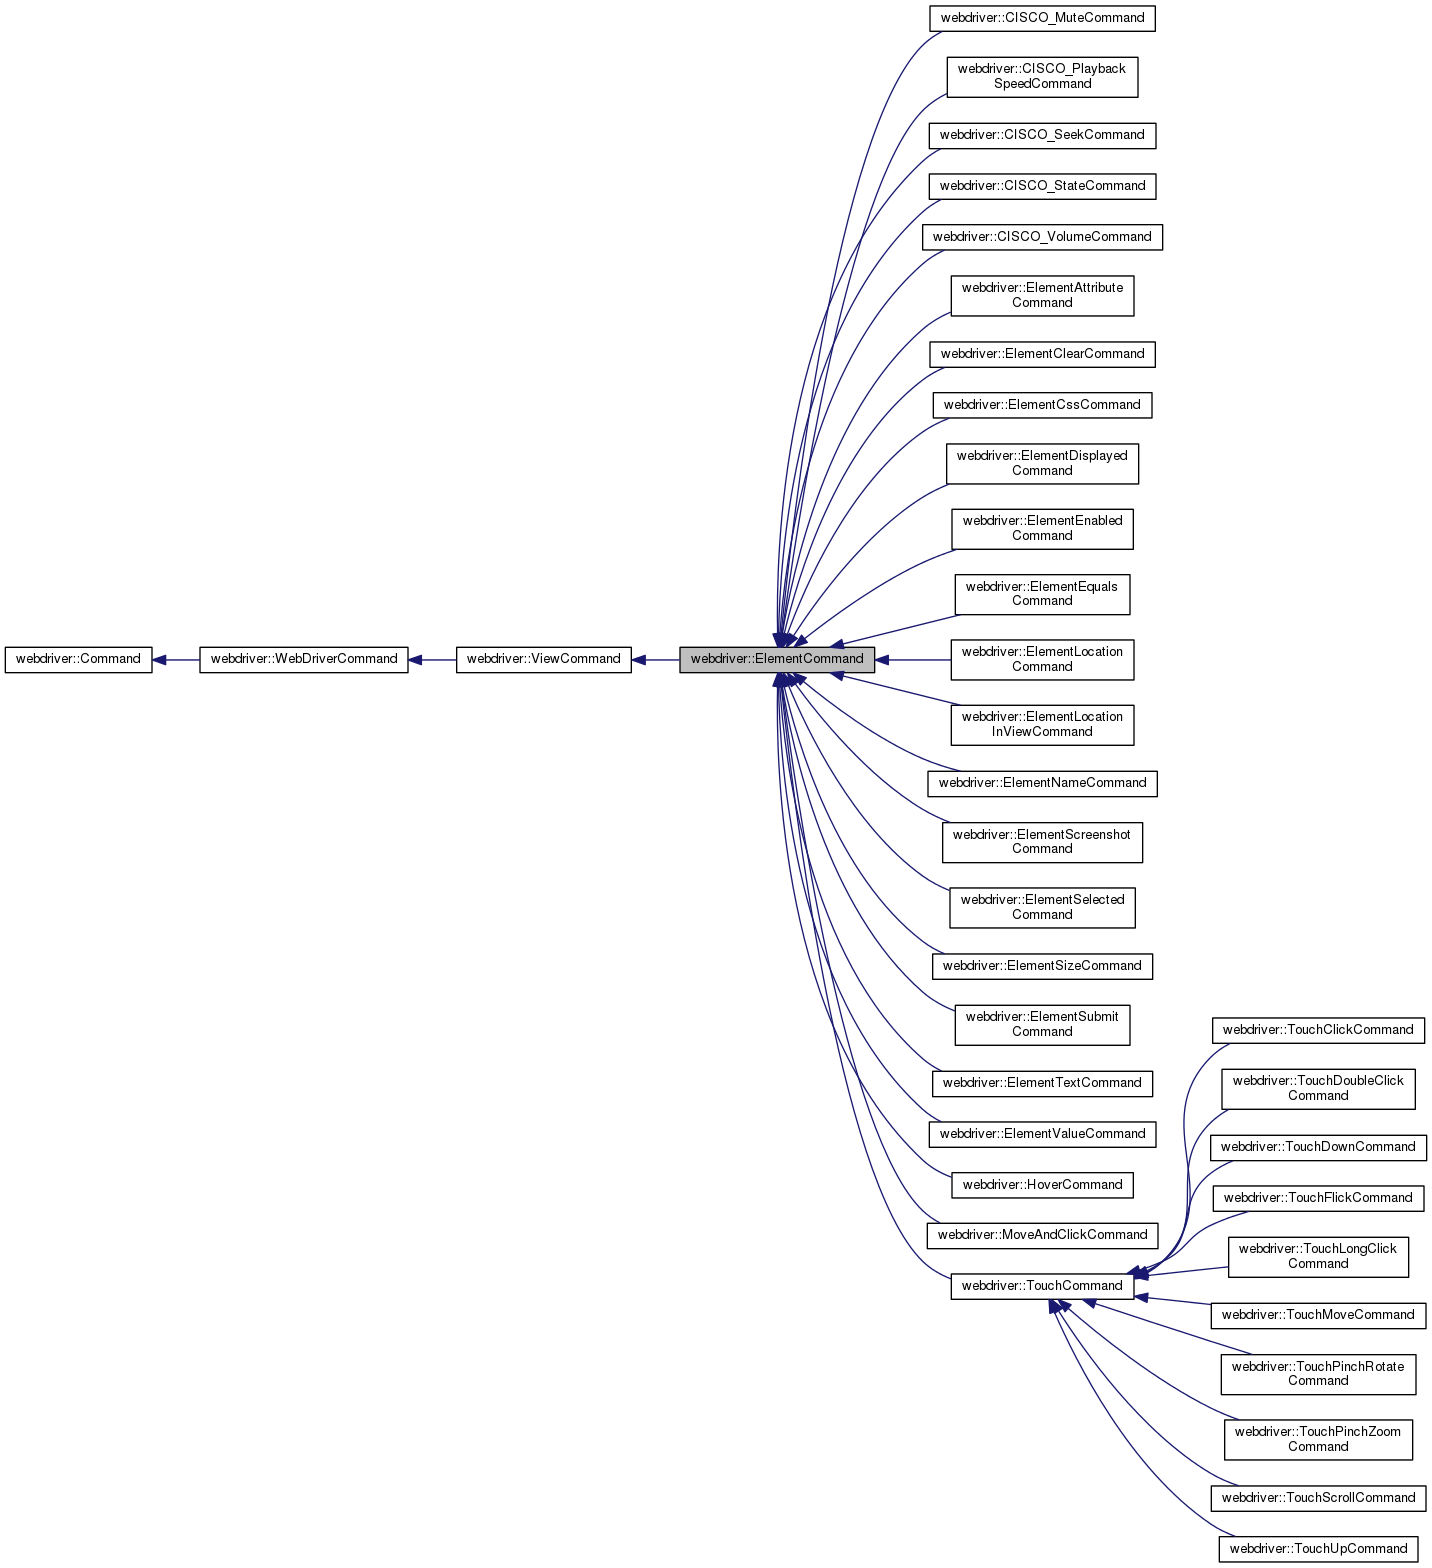 webdriver::Command
webdriver::WebDriverCommand
webdriver::ViewCommand
webdriver::ElementCommand
webdriver::CISCO_MuteCommand
webdriver::CISCO_Playback
SpeedCommand
webdriver::CISCO_SeekCommand
webdriver::CISCO_StateCommand
webdriver::CISCO_VolumeCommand
webdriver::ElementAttribute
Command
webdriver::ElementClearCommand
webdriver::ElementCssCommand
webdriver::ElementDisplayed
Command
webdriver::ElementEnabled
Command
webdriver::ElementEquals
Command
webdriver::ElementLocation
Command
webdriver::ElementLocation
InViewCommand
webdriver::ElementNameCommand
webdriver::ElementScreenshot
Command
webdriver::ElementSelected
Command
webdriver::ElementSizeCommand
webdriver::ElementSubmit
Command
webdriver::ElementTextCommand
webdriver::ElementValueCommand
webdriver::HoverCommand
webdriver::MoveAndClickCommand
webdriver::TouchCommand
webdriver::TouchClickCommand
webdriver::TouchDoubleClick
Command
webdriver::TouchDownCommand
webdriver::TouchFlickCommand
webdriver::TouchLongClick
Command
webdriver::TouchMoveCommand
webdriver::TouchPinchRotate
Command
webdriver::TouchPinchZoom
Command
webdriver::TouchScrollCommand
webdriver::TouchUpCommand